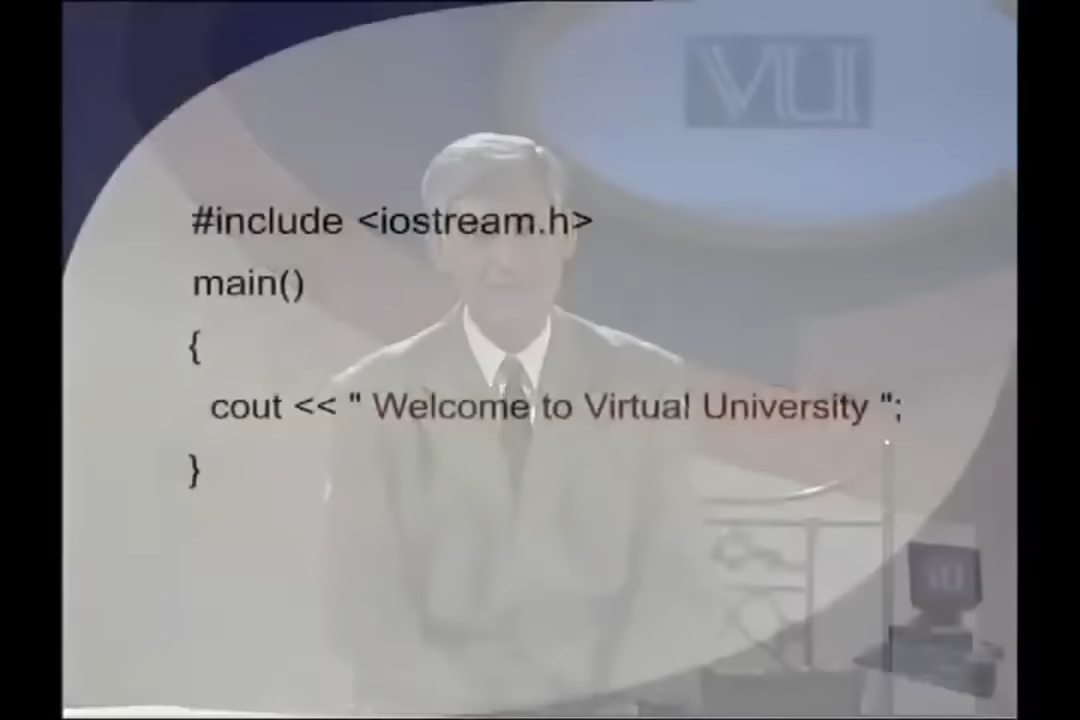 VU
#include <iostream.h>
main()
{
cout << " Welcome to Virtual University ";
}